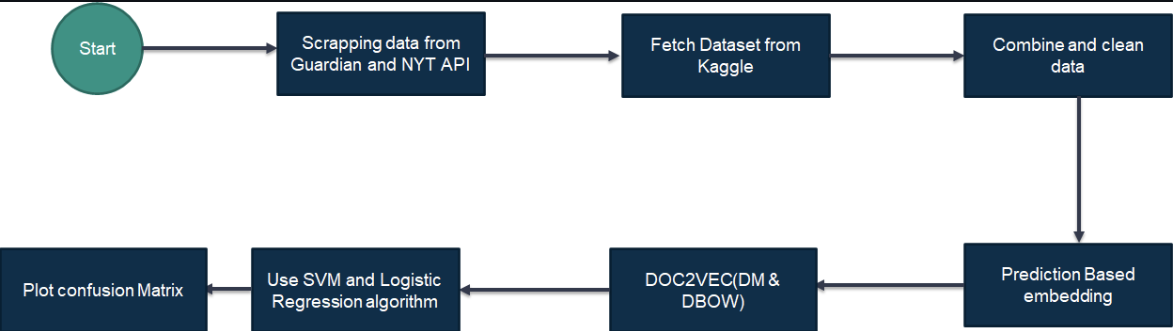 Start
Scrapping data from
Guardian and NYT API
Fetch Dataset from
Kaggle
Combine and clean
data
Prediction Based
embedding
DOC2VEC(DM &
DBOW)
Use SVM and Logistic
Regression algorithm
Plot confusion Matrix